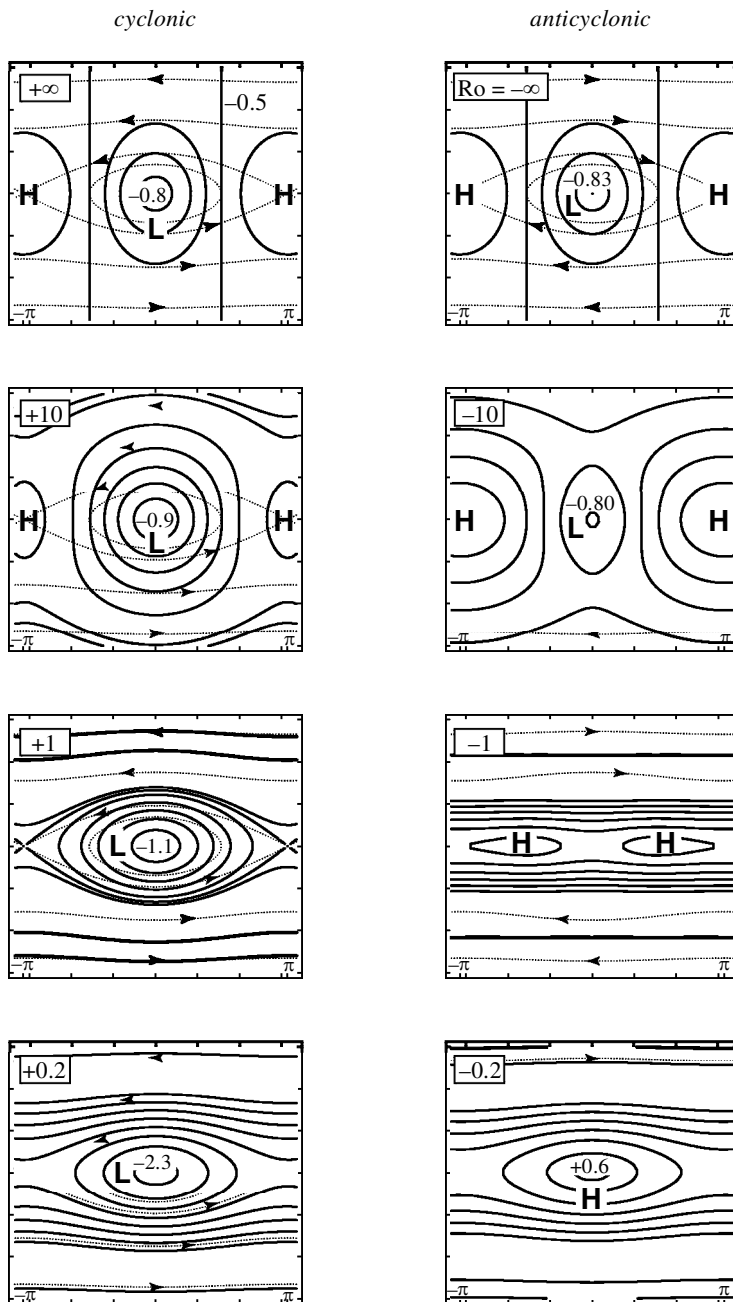 cyclonic anticyclonic
+∞ –0.5 Ro = –∞
–0.8 –0.83
H L H H L H
–π π –π π
+10 –10
–0.9 –0.80
H L H H L H
–π π –π π
+1 –1
L –1.1 H H
–π π –π π
+0.2 –0.2
L –2.3 +0.6
H
–π π –π π